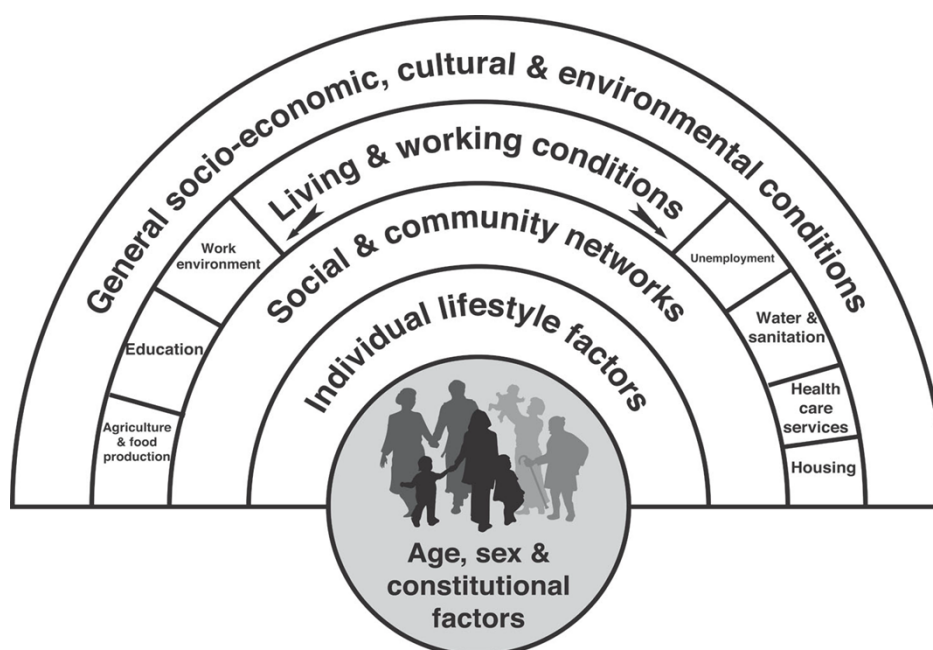 General socio-economic, cultural & environmental conditions
Living & working conditions
Social & community networks
Individual lifestyle factors
Agriculture
& food
production
Education
Work
environment
Unemployment
Water &
sanitation
Health
care
services
Housing
Age, sex &
constitutional
factors